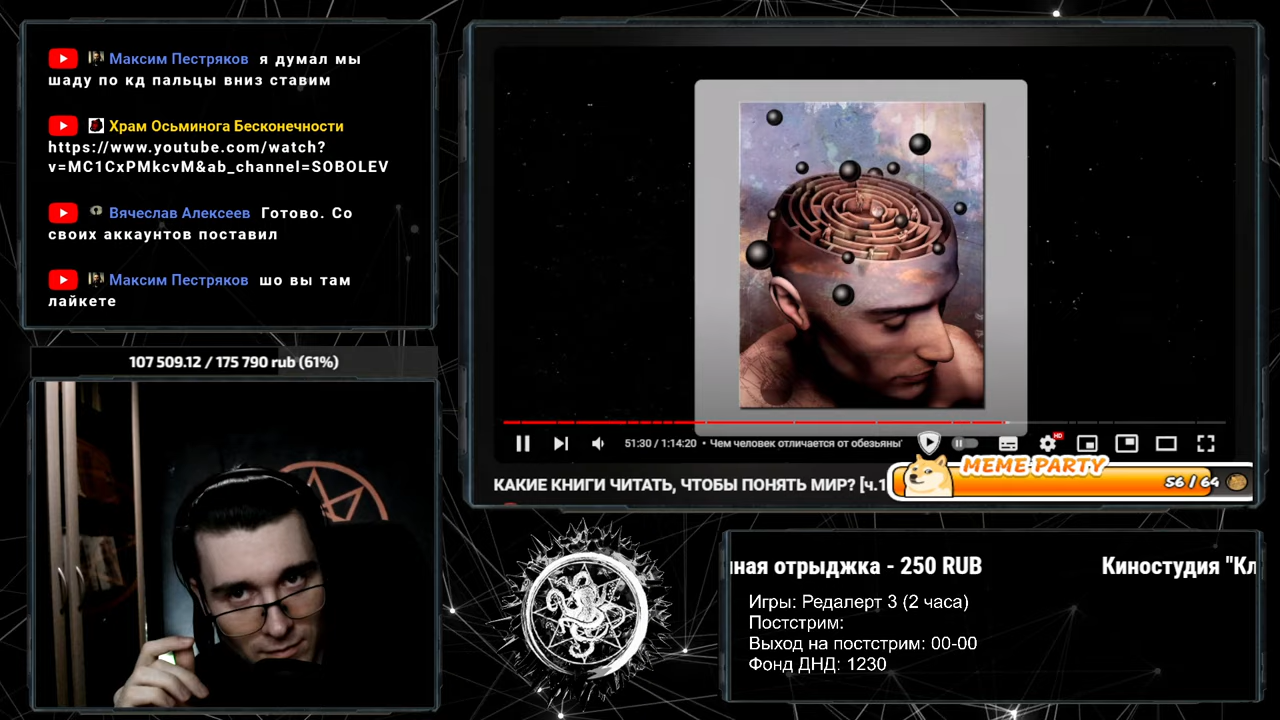 Максим Пестряков я думал мы
шаду по кд пальцы вниз ставим
Храм Осьминога Бесконечности
https://www.youtube.com/watch?
v=MC1CxPMkcvM&ab_channel=SOBOLEV
Вячеслав Алексеев Готово. Со
своих аккаунтов поставил
Максим Пестряков шо вы там
лайкете
107 509.12 / 175 790 rub (61%)
51:30 / 1:14:20 • Чем человек отличается от обезьяны
HD
КАКИЕ КНИГИ ЧИТАТЬ, ЧТОБЫ ПОНЯТЬ МИР? [ч.1
MEME PARTY
56 / 64
отрыджка - 250 RUB
Киностудия
Игры: Редалерт 3 (2 часа)
Постстрим:
Выход на постстрим: 00-00
Фонд ДНД: 1230